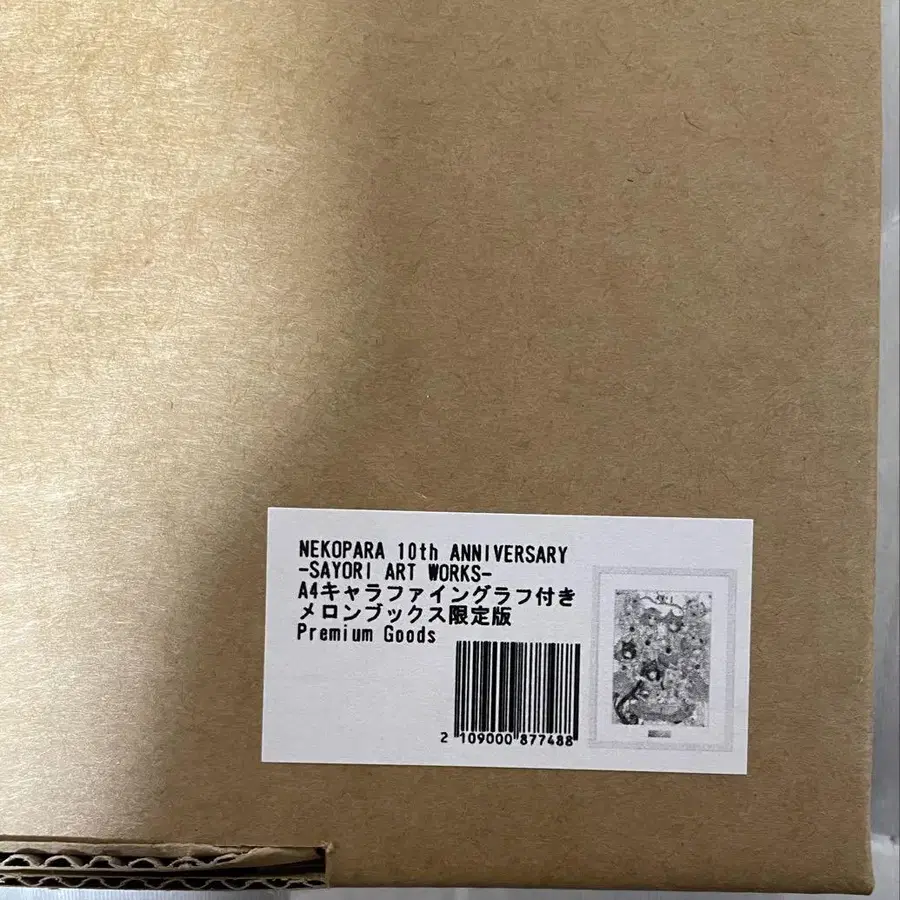 NEKOPARA 10th ANNIVERSARY
-SAYORI ART WORKS-
A4キャラファイングラフ付き
メロンブックス限定版
Premium Goods
2 109000 877488